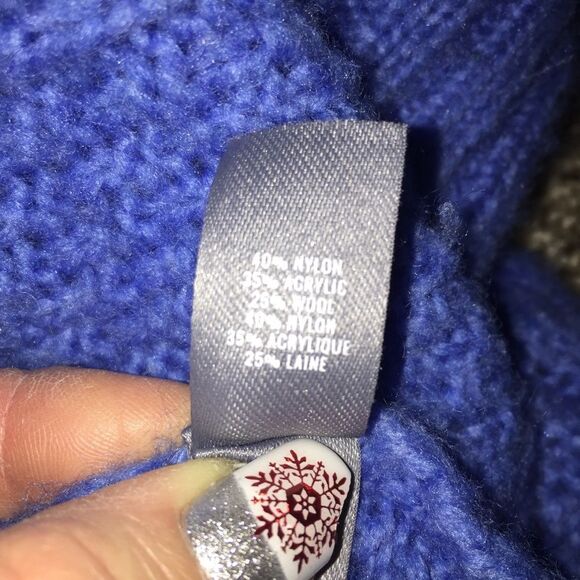 40% NYLON
35% ACRYLIC
25% WOOL
40% NYLON
35% ACRYLIQUE
25% LAINE